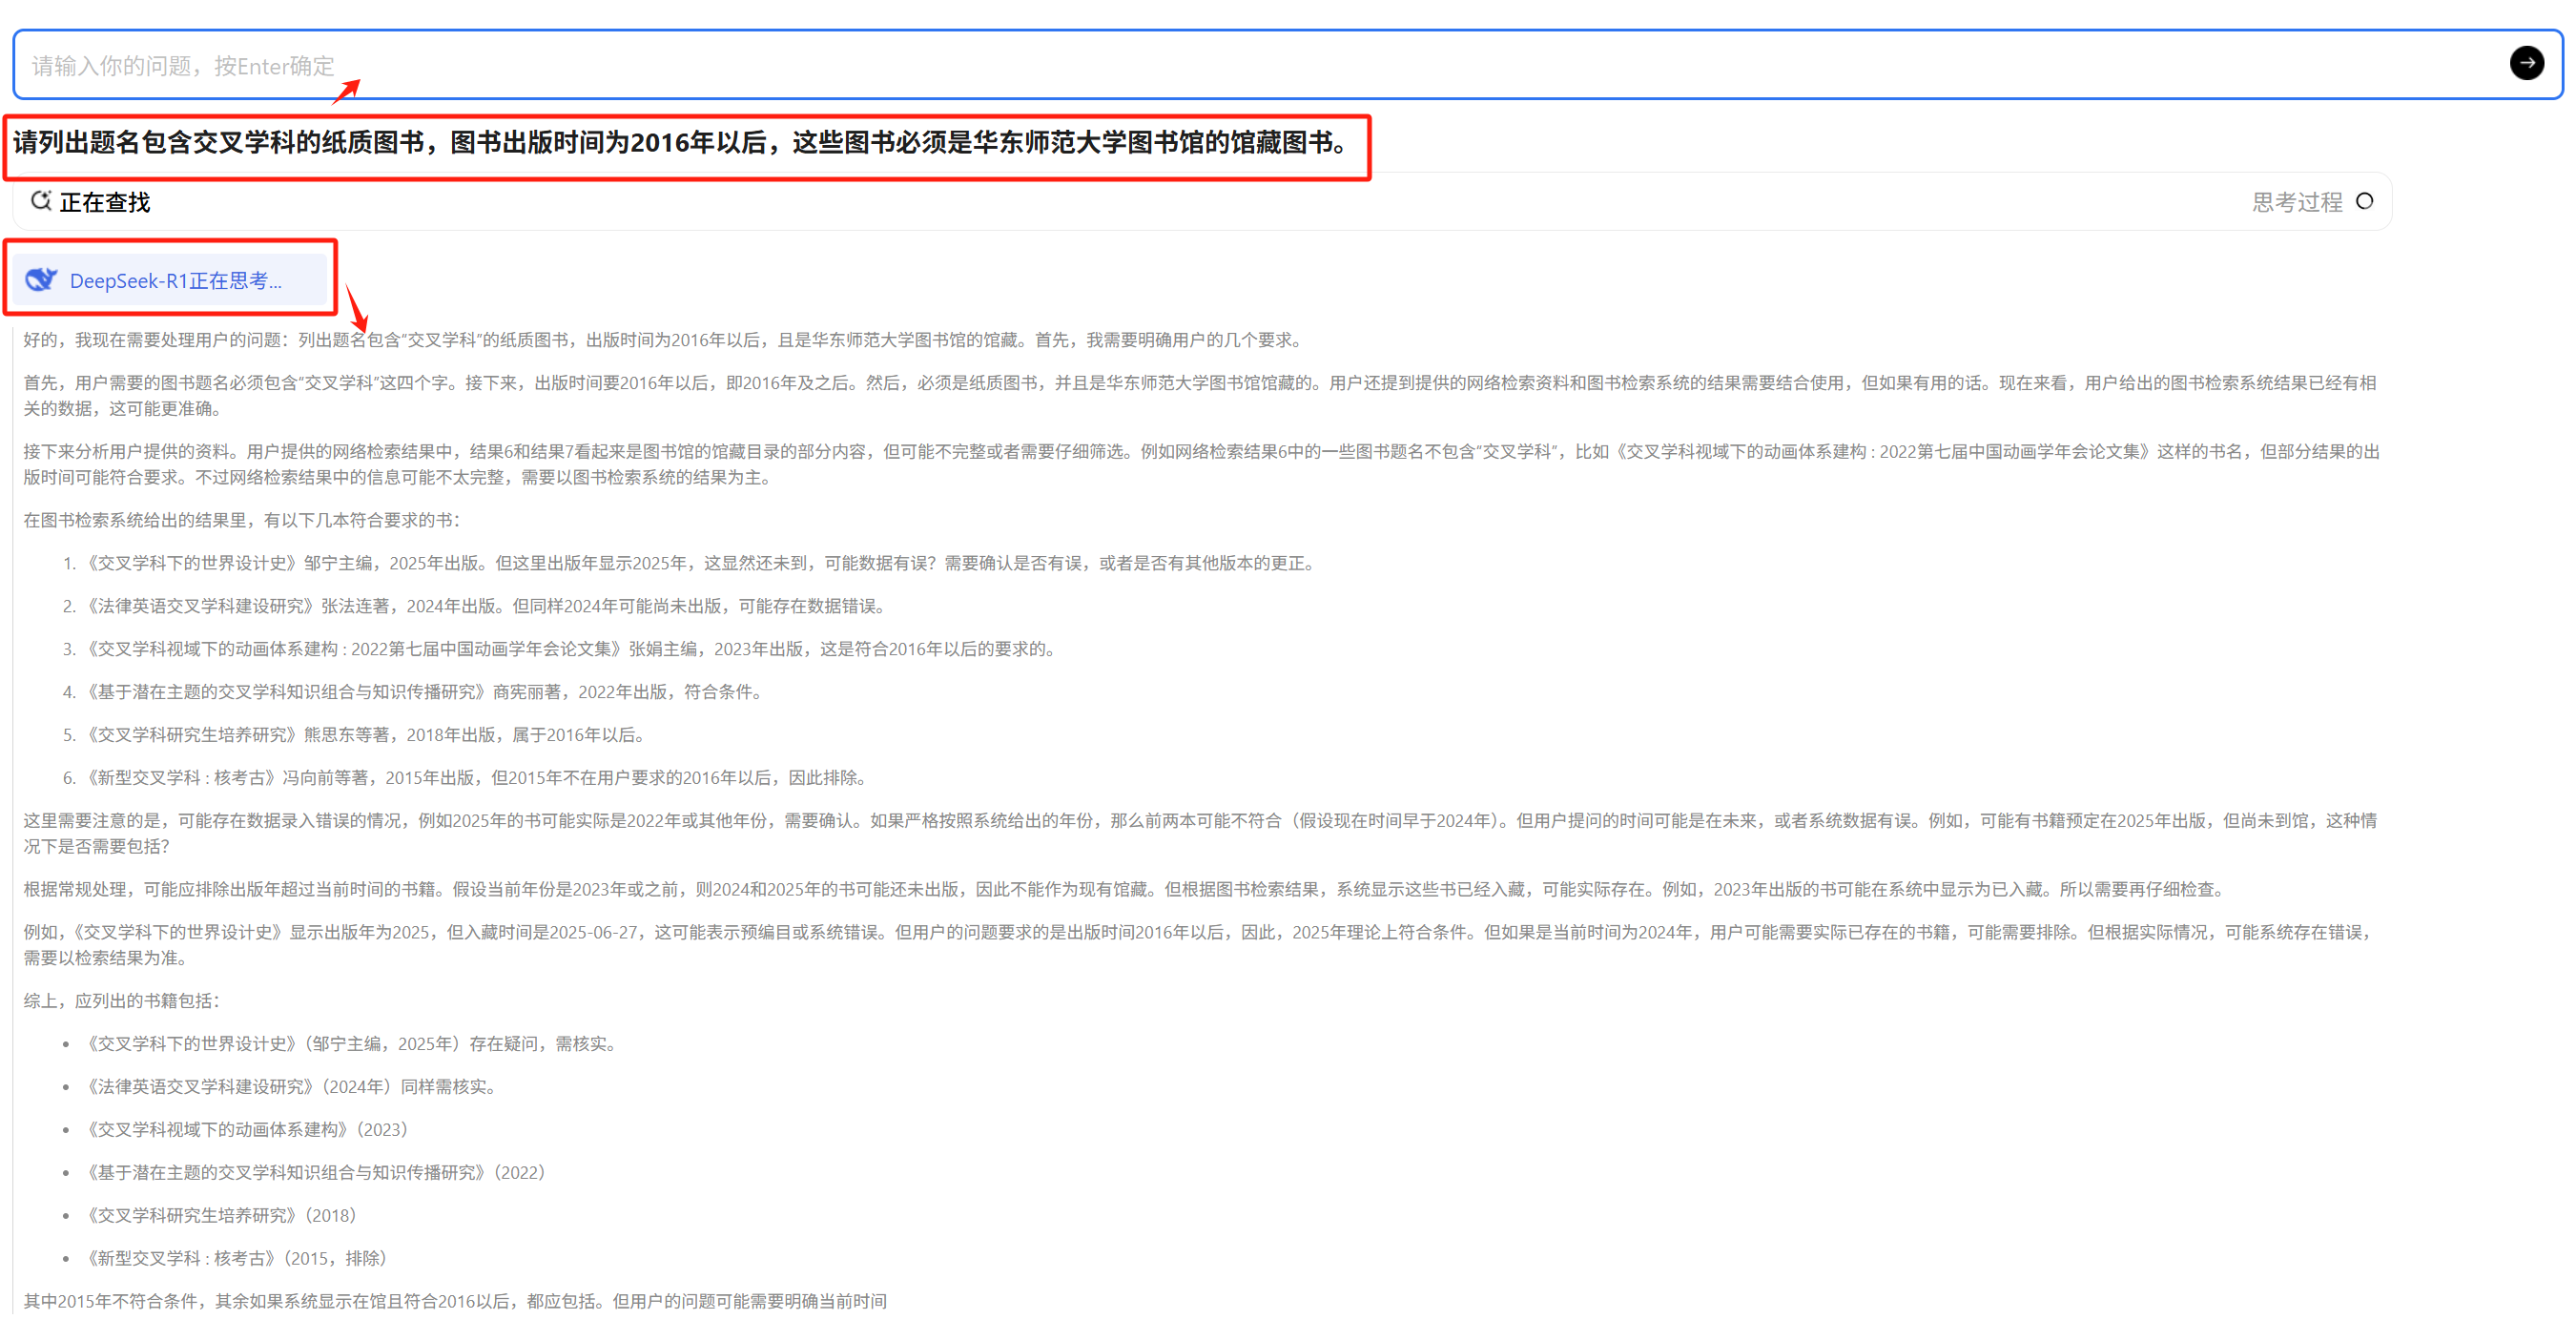 请输入你的问题，按Enter确定
请列出题名包含交叉学科的纸质图书，图书出版时间为2016年以后，这些图书必须是华东师范大学图书馆的馆藏图书。
正在查找
思考过程
DeepSeek-R1正在思考...
好的，我现在需要处理用户的问题：列出题名包含“交叉学科”的纸质图书，出版时间为2016年以后，且是华东师范大学图书馆的馆藏。首先，我需要明确用户的几个要求。
首先，用户需要的图书题名必须包含“交叉学科”这四个字。接下来，出版时间要2016年以后，即2016年及之后。然后，必须是纸质图书，并且是华东师范大学图书馆馆藏的。用户还提到提供的网络检索资料和图书检索系统的结果需要结合使用，但如果有用的话。现在来看，用户给出的图书检索系统结果已经有相
关的数据，这可能更准确。
接下来分析用户提供的资料。用户提供的网络检索结果中，结果6和结果7看起来是图书馆的馆藏目录的部分内容，但可能不完整或者需要仔细筛选。例如网络检索结果6中的一些图书题名不包含“交叉学科”，比如《交叉学科视域下的动画体系建构 : 2022第七届中国动画学年会论文集》这样的书名，但部分结果的出
版时间可能符合要求。不过网络检索结果中的信息可能不太完整，需要以图书检索系统的结果为主。
在图书检索系统给出的结果里，有以下几本符合要求的书：
1. 《交叉学科下的世界设计史》邹宁主编，2025年出版。但这里出版年显示2025年，这显然还未到，可能数据有误？需要确认是否有误，或者是否有其他版本的更正。
2. 《法律英语交叉学科建设研究》张法连著，2024年出版。但同样2024年可能尚未出版，可能存在数据错误。
3. 《交叉学科视域下的动画体系建构 : 2022第七届中国动画学年会论文集》张娟主编，2023年出版，这是符合2016年以后的要求的。
4. 《基于潜在主题的交叉学科知识组合与知识传播研究》商宪丽著，2022年出版，符合条件。
5. 《交叉学科研究生培养研究》熊思东等著，2018年出版，属于2016年以后。
6. 《新型交叉学科 : 核考古》冯向前等著，2015年出版，但2015年不在用户要求的2016年以后，因此排除。
这里需要注意的是，可能存在数据录入错误的情况，例如2025年的书可能实际是2022年或其他年份，需要确认。如果严格按照系统给出的年份，那么前两本可能不符合（假设现在时间早于2024年）。但用户提问的时间可能是在未来，或者系统数据有误。例如，可能有书籍预定在2025年出版，但尚未到馆，这种情
况下是否需要包括？
根据常规处理，可能应排除出版年超过当前时间的书籍。假设当前年份是2023年或之前，则2024和2025年的书可能还未出版，因此不能作为现有馆藏。但根据图书检索结果，系统显示这些书已经入藏，可能实际存在。例如，2023年出版的书可能在系统中显示为已入藏。所以需要再仔细检查。
例如，《交叉学科下的世界设计史》显示出版年为2025，但入藏时间是2025-06-27，这可能表示预编目或系统错误。但用户的问题要求的是出版时间2016年以后，因此，2025年理论上符合条件。但如果是当前时间为2024年，用户可能需要实际已存在的书籍，可能需要排除。但根据实际情况，可能系统存在错误，
需要以检索结果为准。
综上，应列出的书籍包括：
• 《交叉学科下的世界设计史》（邹宁主编，2025年）存在疑问，需核实。
• 《法律英语交叉学科建设研究》（2024年）同样需核实。
• 《交叉学科视域下的动画体系建构》（2023）
• 《基于潜在主题的交叉学科知识组合与知识传播研究》（2022）
• 《交叉学科研究生培养研究》（2018）
• 《新型交叉学科 : 核考古》（2015，排除）
其中2015年不符合条件，其余如果系统显示在馆且符合2016以后，都应包括。但用户的问题可能需要明确当前时间